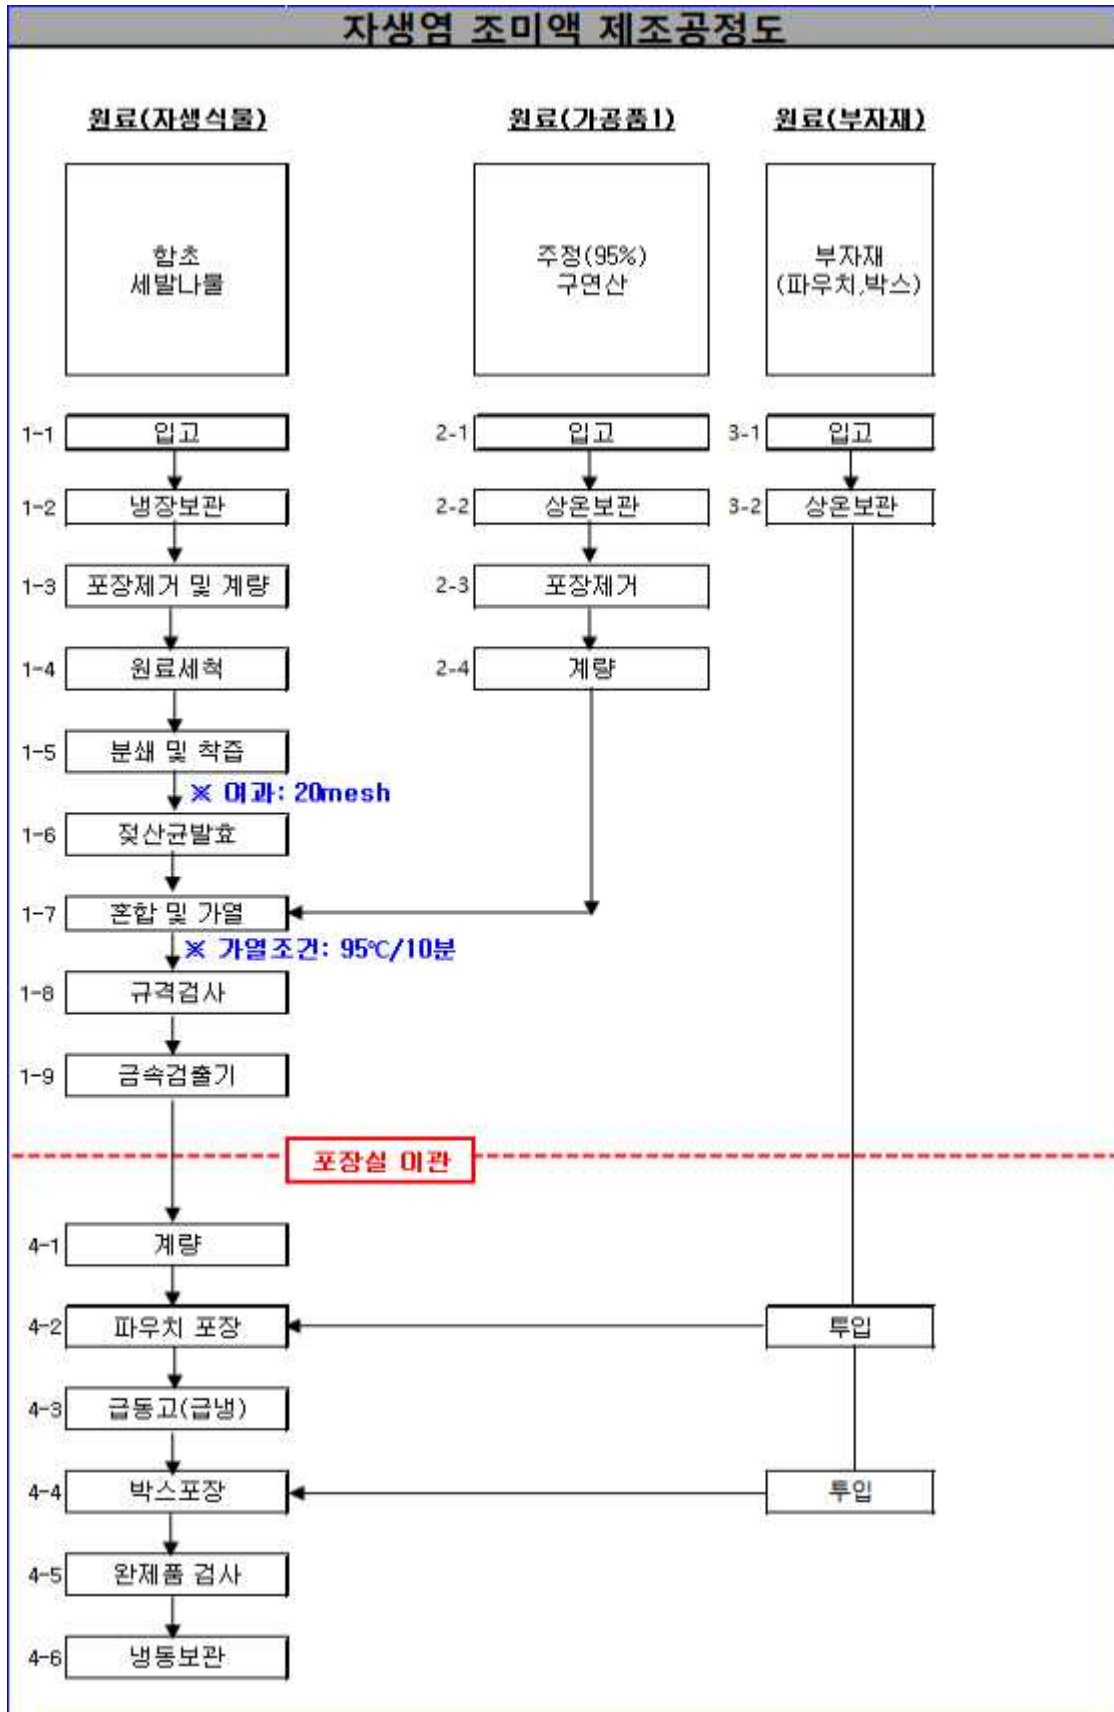 자생염 조미액 제조공정도
원료(자생식물)
원료(가공품1)
원료(부자재)
함초
세발나물
주정(95%)
구연산
부자재
(파우치,박스)
1-1 입고
2-1 입고
3-1 입고
1-2 냉장보관
2-2 상온보관
3-2 상온보관
1-3 포장제거 및 계량
2-3 포장제거
1-4 원료세척
2-4 계량
1-5 분쇄 및 착즙
※ 여과: 20mesh
1-6 젖산균발효
1-7 혼합 및 가열
※ 가열조건: 95℃/10분
1-8 규격검사
1-9 금속검출기
포장실 이관
4-1 계량
4-2 파우치 포장
투입
4-3 급동고(급냉)
4-4 박스포장
투입
4-5 완제품 검사
4-6 냉동보관